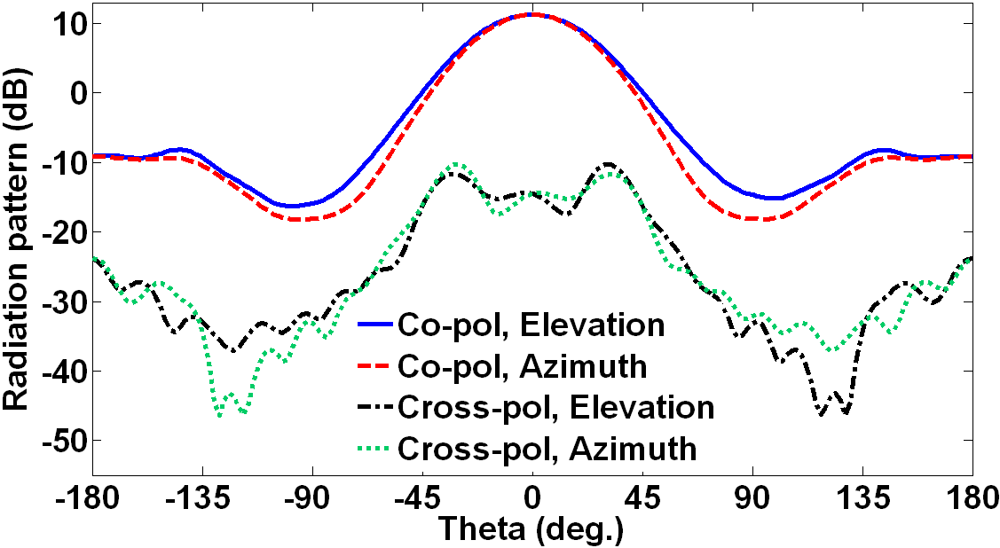 Radiation pattern (dB)
10
0
-10
-20
-30
-40
-50
Co-pol, Elevation
Co-pol, Azimuth
Cross-pol, Elevation
Cross-pol, Azimuth
-180 -135 -90 -45 0 45 90 135 180
Theta (deg.)